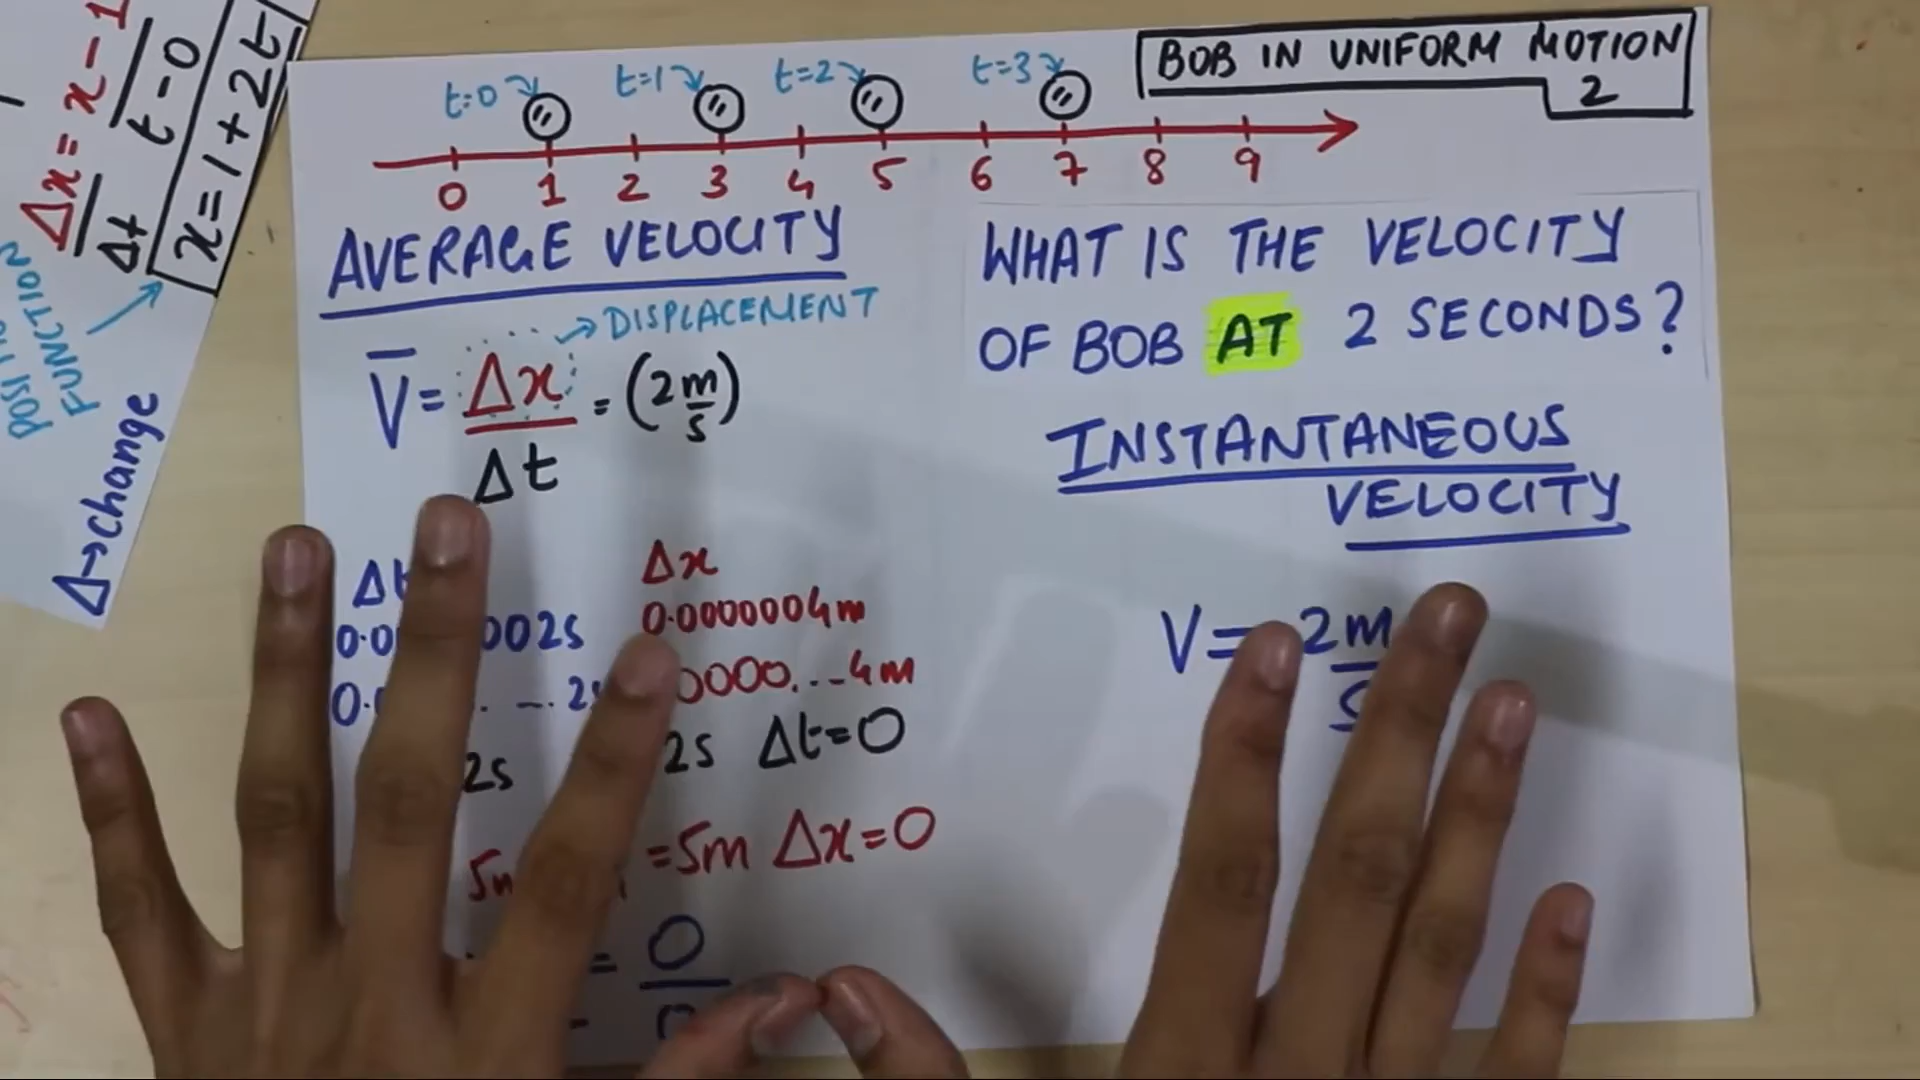 Δx = x - 1
Δt t - 0
x = 1 + 2t
FUNCTION
Δ→change
BOB IN UNIFORM MOTION
2
t=0 t=1 t=2 t=3
0 1 2 3 4 5 6 7 8 9
AVERAGE VELOCITY
DISPLACEMENT
V = Δx = (2 m
s)
Δt
Δx
002s 0.0000004m
0000...4m
2s 2s Δt=0
=5m Δx=0
= 0
WHAT IS THE VELOCITY
OF BOB AT 2 SECONDS?
INSTANTANEOUS
VELOCITY
V = 2m